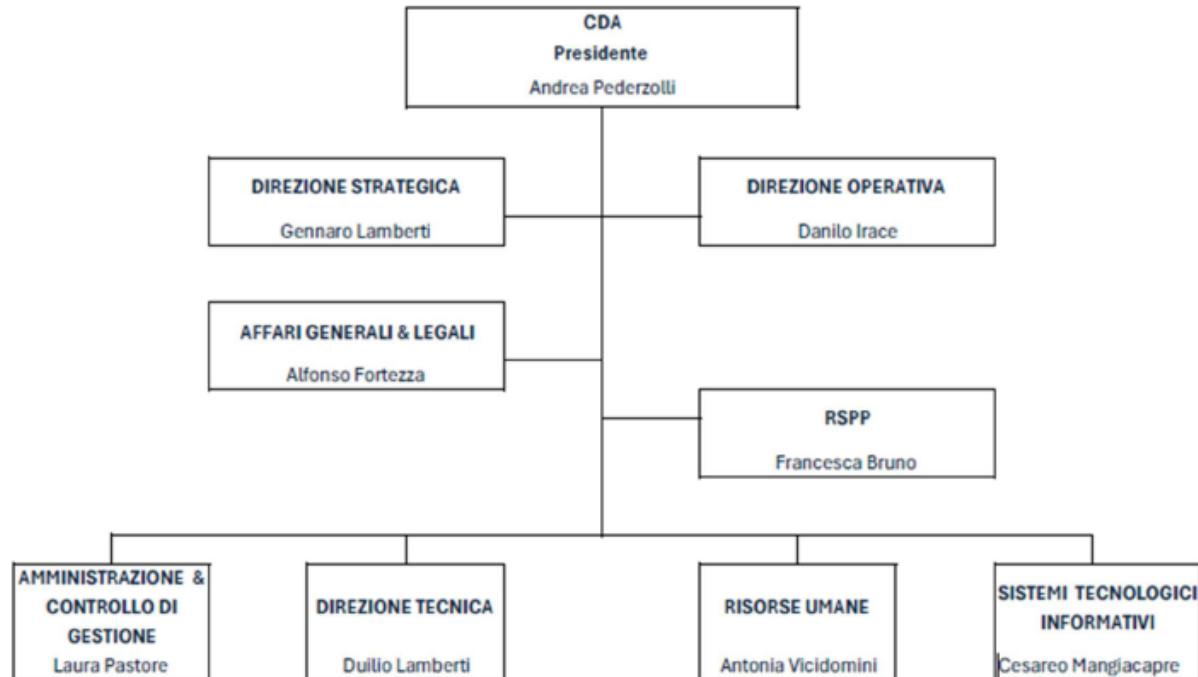 CDA
Presidente
Andrea Pederzolli
DIREZIONE STRATEGICA
Gennaro Lamberti
DIREZIONE OPERATIVA
Danilo Irace
AFFARI GENERALI & LEGALI
Alfonso Fortezza
RSPP
Francesca Bruno
AMMINISTRAZIONE &
CONTROLLO DI
GESTIONE
Laura Pastore
DIREZIONE TECNICA
Duilio Lamberti
RISORSE UMANE
Antonia Vicidomini
SISTEMI TECNOLOGICI
INFORMATIVI
Cesareo Mangiacapre